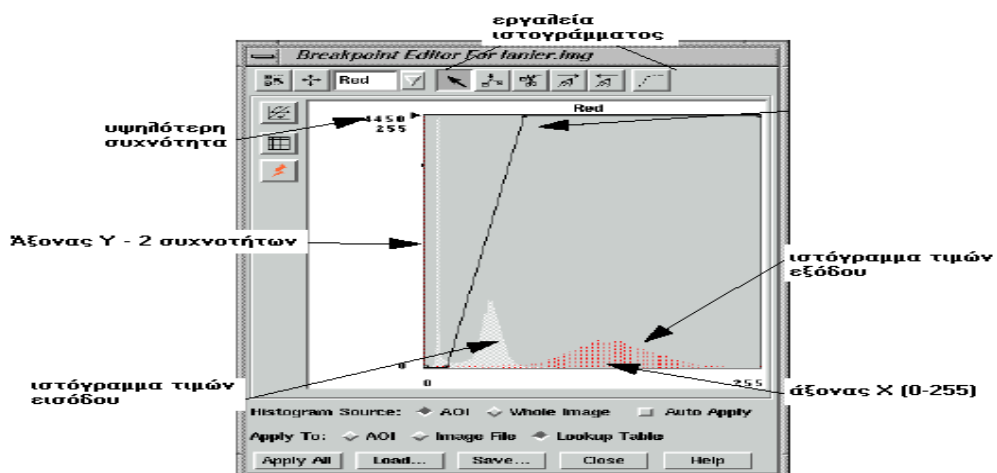 εργαλεία
ιστογράμματος
Breakpoint Editor For lanier.img
Red
Red
υψηλότερη
συχνότητα
4450
255
Άξονας Υ - 2 συχνοτήτων
ιστόγραμμα τιμών
εξόδου
0
0
255
ιστόγραμμα τιμών
εισόδου
άξονας Χ (0-255)
Histogram Source: AOI Whole Image Auto Apply
Apply To: AOI Image File Lookup Table
Apply All Load... Save... Close Help